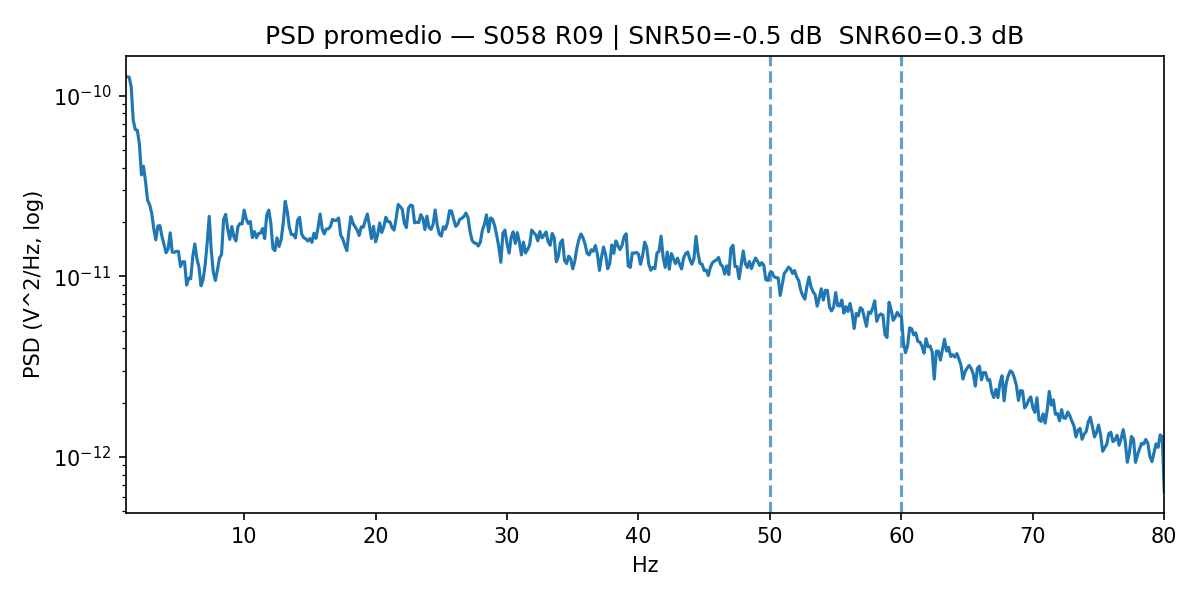 PSD promedio — S058 R09 | SNR50=-0.5 dB  SNR60=0.3 dB
PSD (V^2/Hz, log)
10⁻¹⁰
10⁻¹¹
10⁻¹²
10 20 30 40 50 60 70 80
Hz